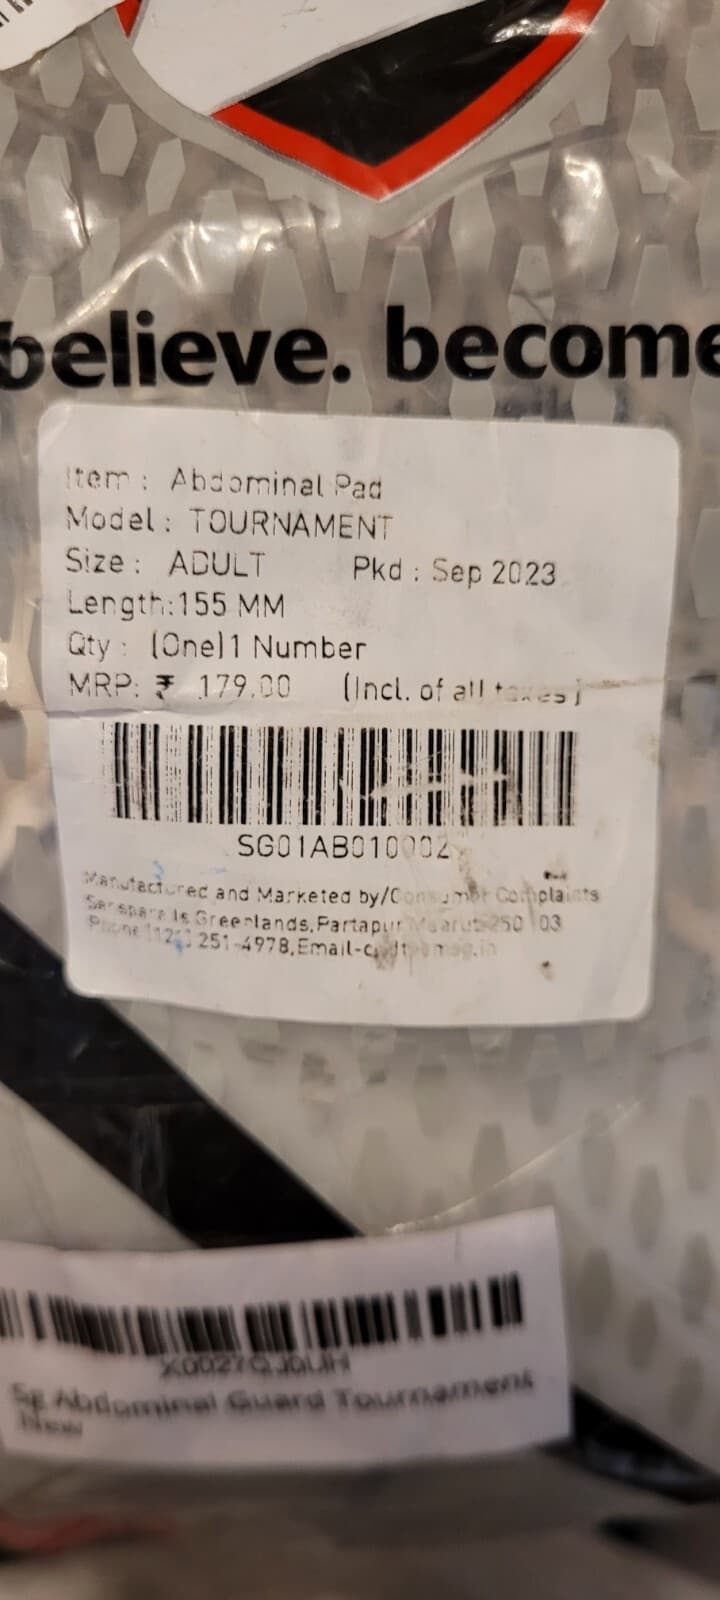 believe. become
Item : Abdominal Pad
Model : TOURNAMENT
Size : ADULT Pkd : Sep 2023
Length:155 MM
Qty : (One)1 Number
MRP: ₹ 179.00 (Incl. of all taxes)
SG01AB010002
Manufactured and Marketed by/Consumer Complaints
Greenlands,Partapur
Phone 251-4978,Email-
Sg Abdominal Guard Tournament
New